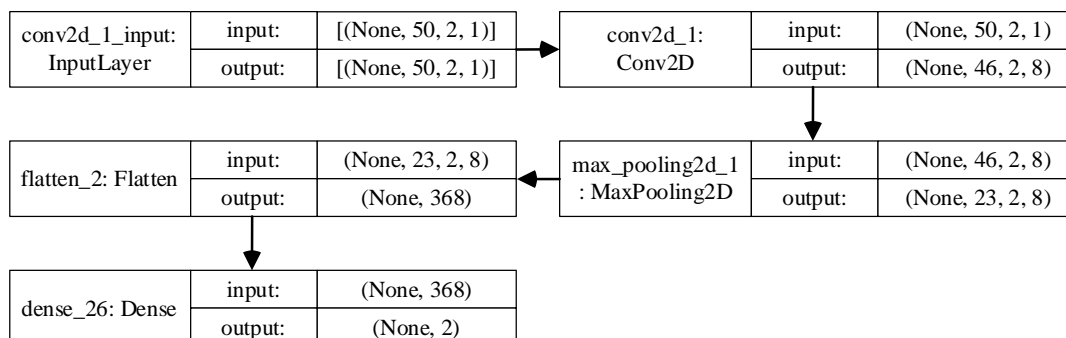 conv2d_1_input:
InputLayer
input:
[(None, 50, 2, 1)]
output:
[(None, 50, 2, 1)]
conv2d_1:
Conv2D
input:
(None, 50, 2, 1)
output:
(None, 46, 2, 8)
flatten_2: Flatten
input:
(None, 23, 2, 8)
output:
(None, 368)
max_pooling2d_1
: MaxPooling2D
input:
(None, 46, 2, 8)
output:
(None, 23, 2, 8)
dense_26: Dense
input:
(None, 368)
output:
(None, 2)